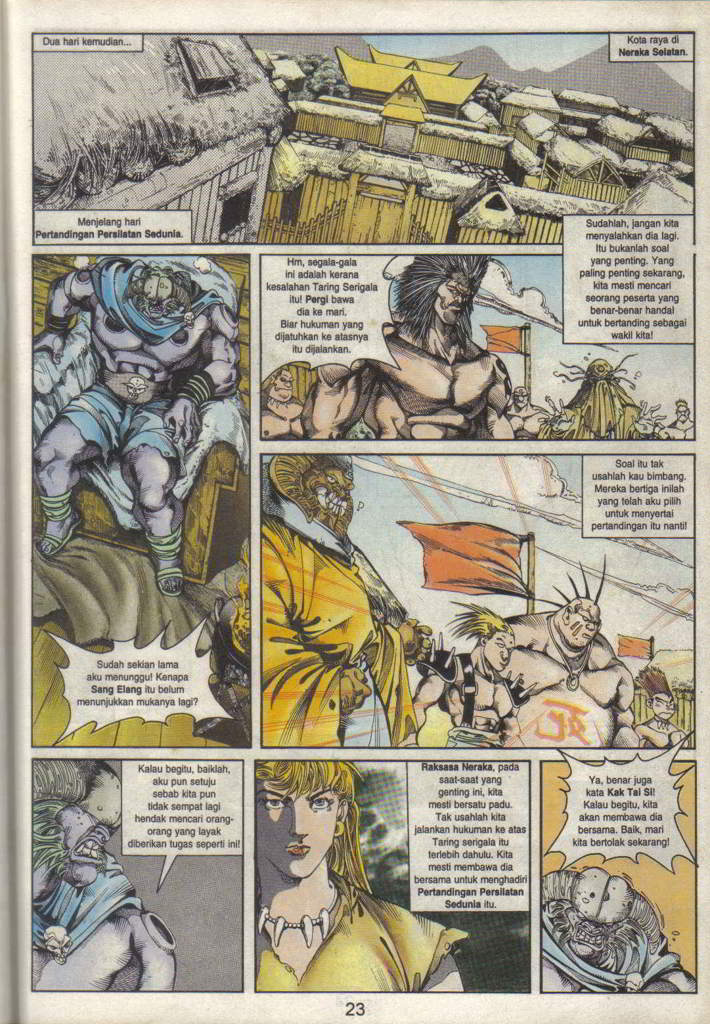 Dua hari kemudian...
Kota raya di
Neraka Selatan.
Menjelang hari
Pertandingan Persilatan Sedunia.
Sudah sekian lama
aku menunggu! Kenapa
Sang Elang itu belum
menunjukkan mukanya lagi?
Hm, segala-gala
ini adalah kerana
kesalahan Taring Serigala
itu! Pergi bawa
dia ke mari.
Biar hukuman yang
dijatuhkan ke atasnya
itu dijalankan.
Sudahlah, jangan kita
menyalahkan dia lagi.
Itu bukanlah soal
yang penting. Yang
paling penting sekarang,
kita mesti mencari
seorang peserta yang
benar-benar handal
untuk bertanding sebagai
wakil kita!
Soal itu tak
usahlah kau bimbang.
Mereka bertiga inilah
yang telah aku pilih
untuk menyertai
pertandingan itu nanti!
死
Kalau begitu, baiklah,
aku pun setuju
sebab kita pun
tidak sempat lagi
hendak mencari orang-
orang yang layak
diberikan tugas seperti ini!
Raksasa Neraka, pada
saat-saat yang
genting ini, kita
mesti bersatu padu.
Tak usahlah kita
jalankan hukuman ke atas
Taring serigala itu
terlebih dahulu. Kita
mesti membawa dia
bersama untuk menghadiri
Pertandingan Persilatan
Sedunia itu.
Ya, benar juga
kata Kak Tai Si!
Kalau begitu, kita
akan membawa dia
bersama. Baik, mari
kita bertolak sekarang!
23